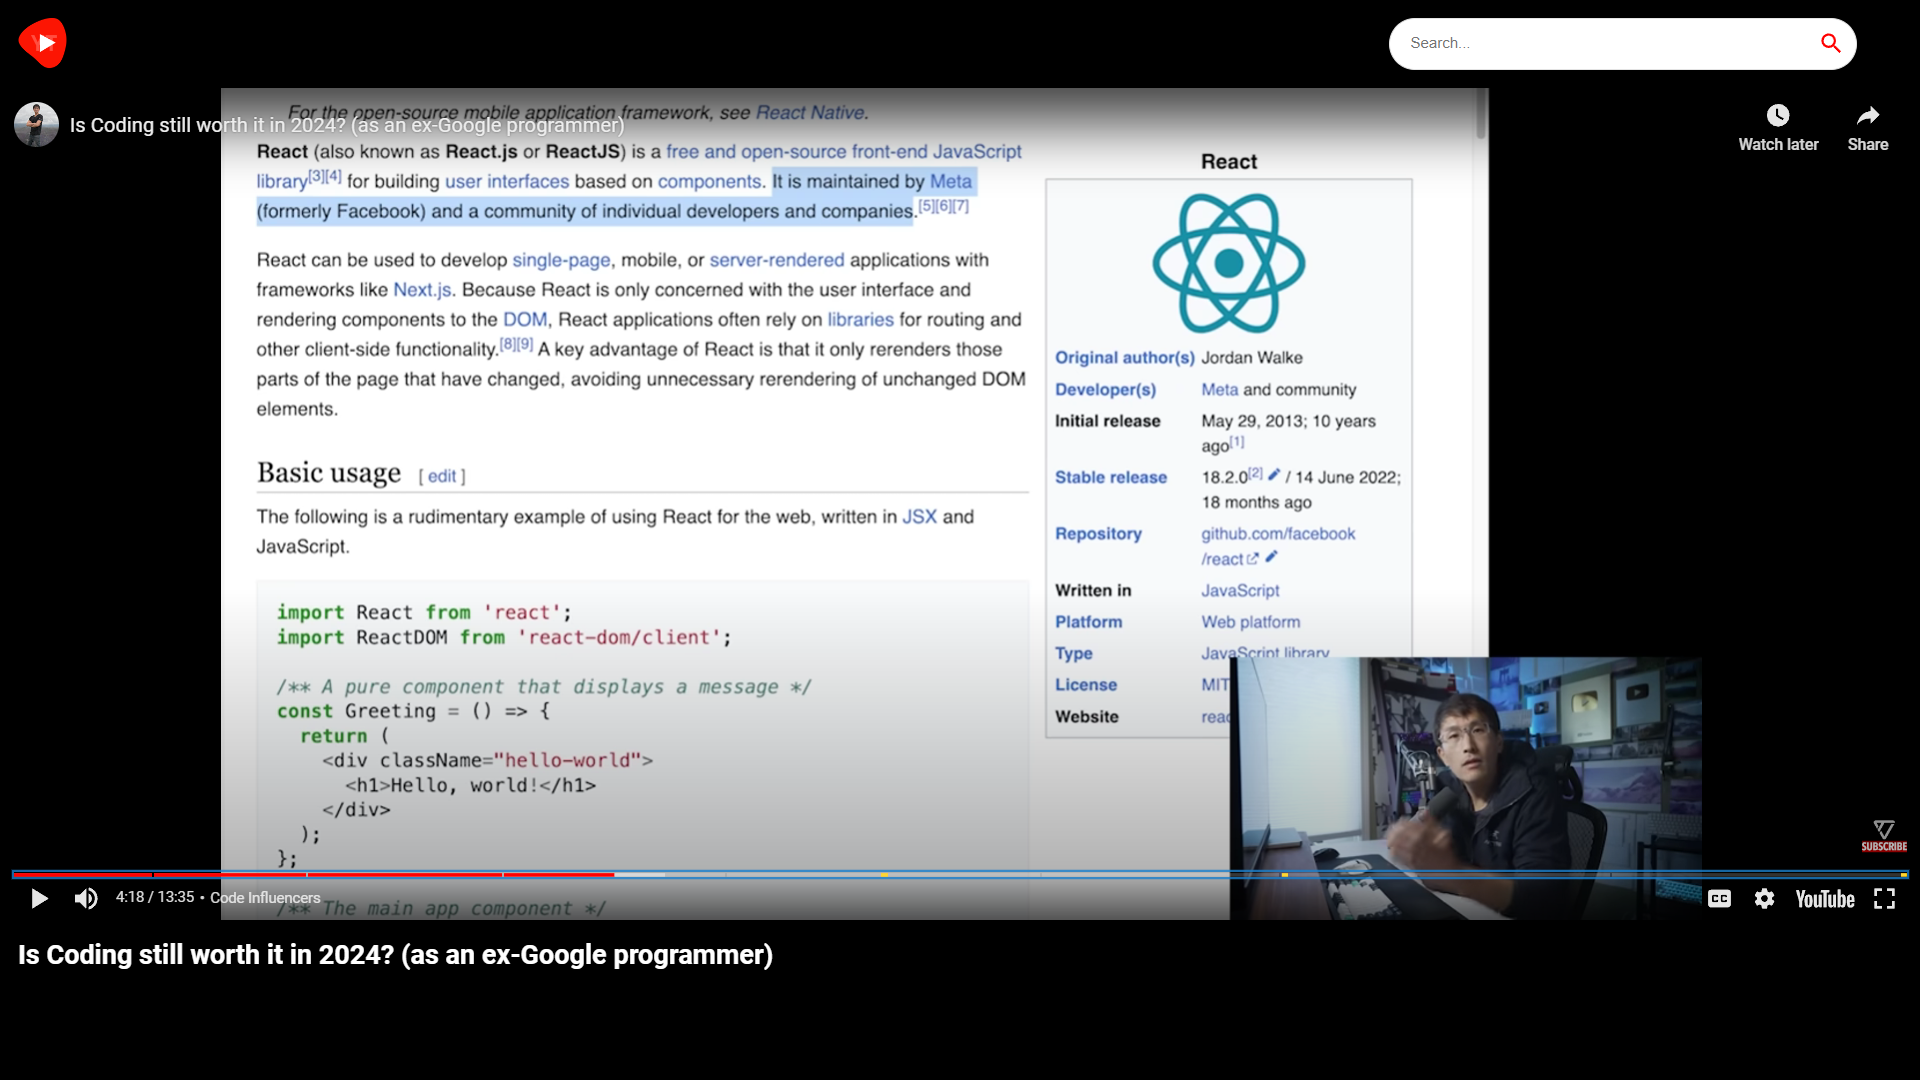 Search...
Is Coding still worth it in 2024? (as an ex-Google programmer)
Watch later
Share
For the open-source mobile application framework, see React Native.
React (also known as React.js or ReactJS) is a free and open-source front-end JavaScript
library[3][4] for building user interfaces based on components. It is maintained by Meta
(formerly Facebook) and a community of individual developers and companies.[5][6][7]
React can be used to develop single-page, mobile, or server-rendered applications with
frameworks like Next.js. Because React is only concerned with the user interface and
rendering components to the DOM, React applications often rely on libraries for routing and
other client-side functionality.[8][9] A key advantage of React is that it only rerenders those
parts of the page that have changed, avoiding unnecessary rerendering of unchanged DOM
elements.
Basic usage [ edit ]
The following is a rudimentary example of using React for the web, written in JSX and
JavaScript.
import React from 'react';
import ReactDOM from 'react-dom/client';
/** A pure component that displays a message */
const Greeting = () => {
return (
<div className="hello-world">
<h1>Hello, world!</h1>
</div>
);
};
/** The main app component */
React
Original author(s) Jordan Walke
Developer(s) Meta and community
Initial release May 29, 2013; 10 years
ago[1]
Stable release 18.2.0[2] / 14 June 2022;
18 months ago
Repository github.com/facebook
/react
Written in JavaScript
Platform Web platform
Type JavaScript library
License MIT
Website
SUBSCRIBE
4:18 / 13:35 • Code Influencers
CC
YouTube
Is Coding still worth it in 2024? (as an ex-Google programmer)